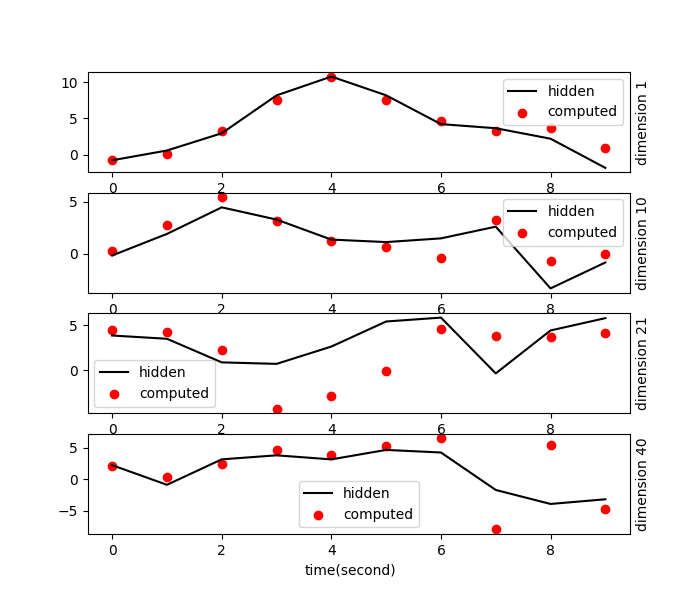 10
5
0
hidden
computed
dimension 1
0 2 4 6 8
5
0
hidden
computed
dimension 10
0 2 4 6 8
5
0
hidden
computed
dimension 21
0 2 4 6 8
5
0
−5
hidden
computed
dimension 40
0 2 4 6 8
time(second)